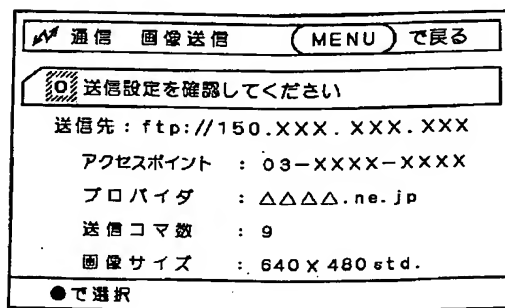 通信 画像送信 MENU で戻る
0 送信設定を確認してください
送信先：ftp://150.XXX.XXX.XXX
アクセスポイント ：03-XXXX-XXXX
プロバイダ ：△△△△.ne.jp
送信コマ数 ：9
画像サイズ ：640×480std.
●で選択